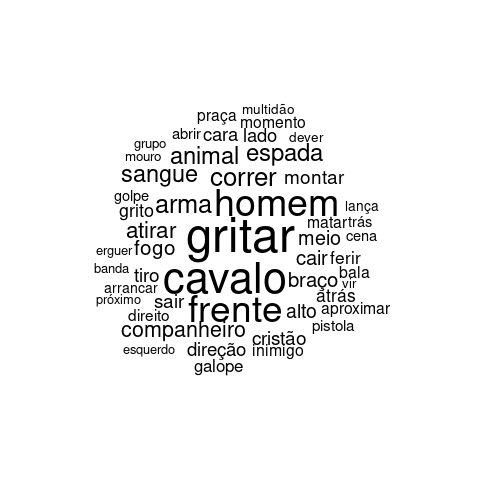 multidão
praça momento
abrir cara lado dever
grupo
mouro animal espada
sangue correr montar
golpe arma homem lança
grito matar trás
atirar gritar meio cena
erguer fogo cair ferir
banda tiro cavalo braço bala
arrancar vir
próximo sair frente alto atrás aproximar
direito
companheiro cristão pistola
esquerdo direção inimigo
galope